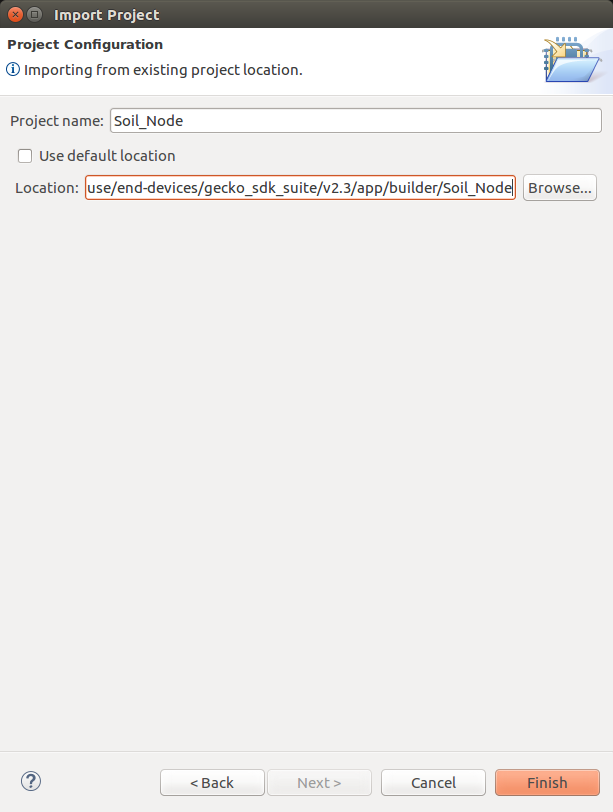 Import Project
Project Configuration
Importing from existing project location.
Project name: Soil_Node
Use default location
Location: use/end-devices/gecko_sdk_suite/v2.3/app/builder/Soil_Node Browse...
? < Back Next > Cancel Finish